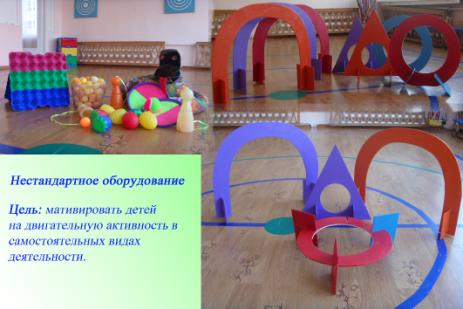 Нестандартное оборудование
Цель: мативировать детей
на двигательную активность в
самостоятельных видах
деятельности.